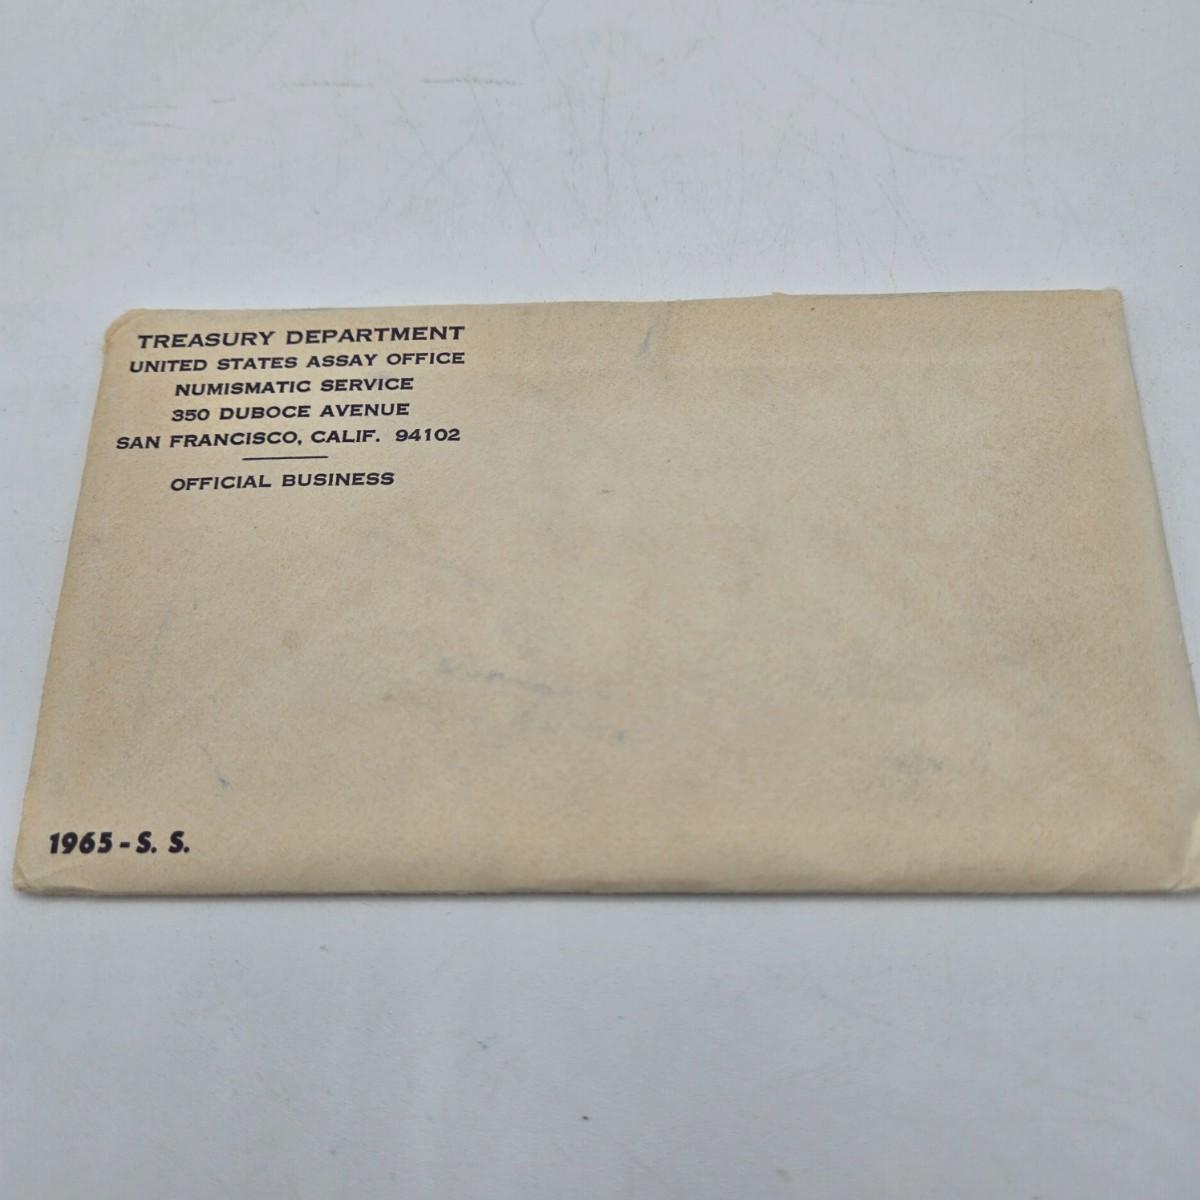 TREASURY DEPARTMENT
UNITED STATES ASSAY OFFICE
NUMISMATIC SERVICE
350 DUBOCE AVENUE
SAN FRANCISCO, CALIF. 94102
OFFICIAL BUSINESS
1965 - S. S.